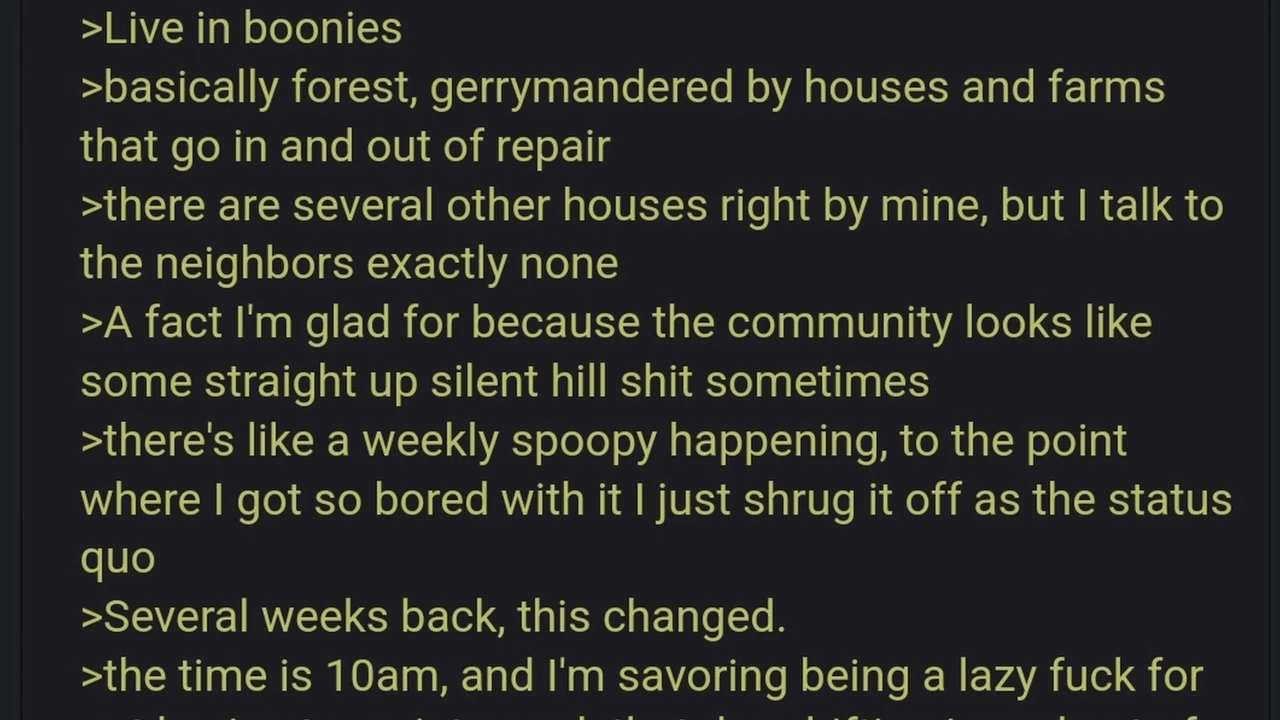 >Live in boonies
>basically forest, gerrymandered by houses and farms
that go in and out of repair
>there are several other houses right by mine, but I talk to
the neighbors exactly none
>A fact I'm glad for because the community looks like
some straight up silent hill shit sometimes
>there's like a weekly spoopy happening, to the point
where I got so bored with it I just shrug it off as the status
quo
>Several weeks back, this changed.
>the time is 10am, and I'm savoring being a lazy fuck for